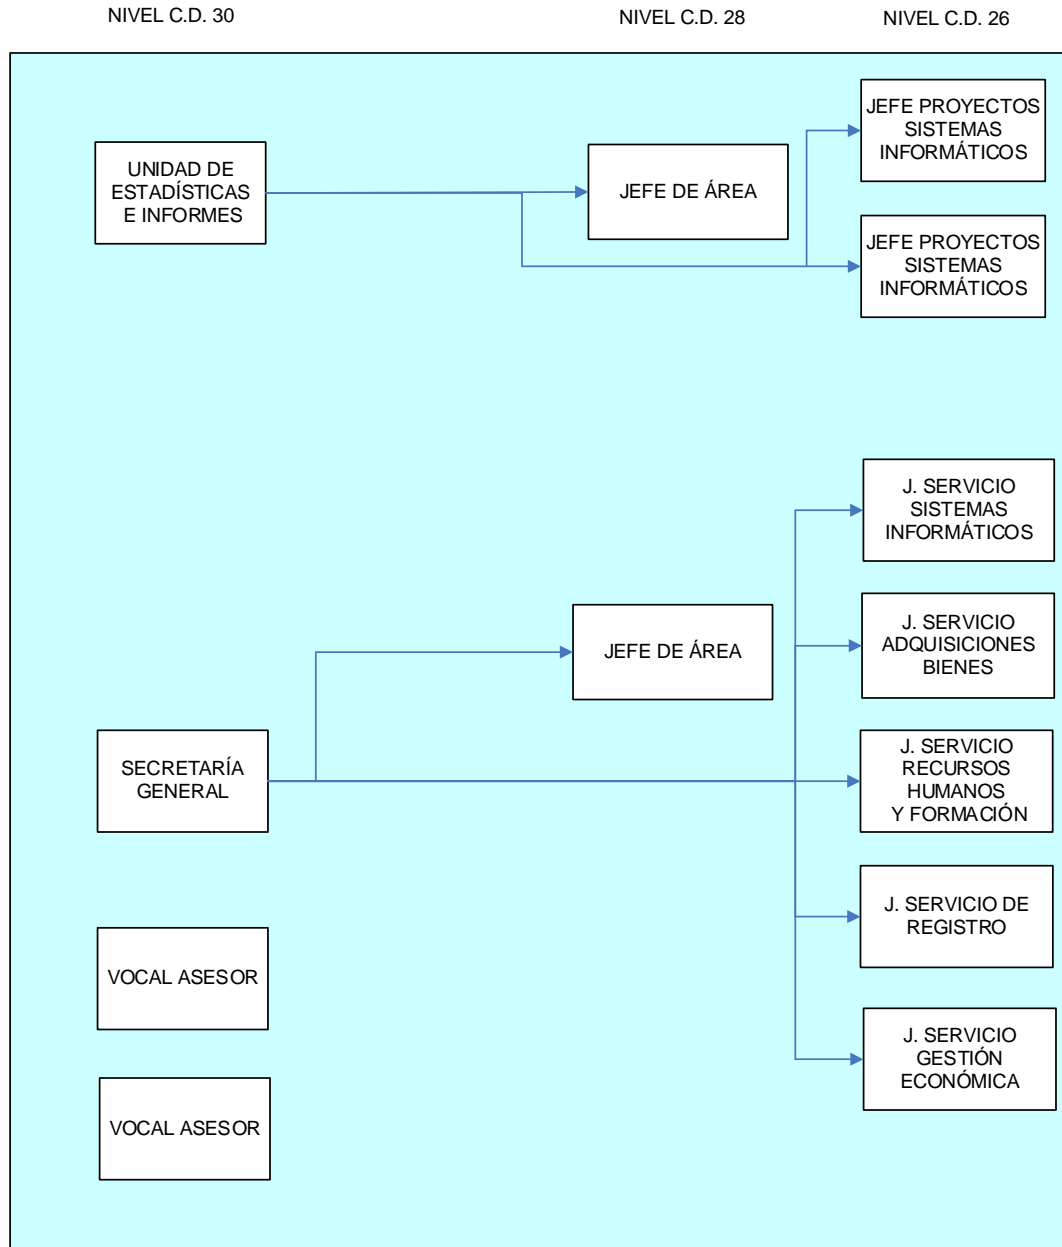 NIVEL C.D. 30
NIVEL C.D. 28
NIVEL C.D. 26
UNIDAD DE
ESTADÍSTICAS
E INFORMES
JEFE DE ÁREA
JEFE PROYECTOS
SISTEMAS
INFORMÁTICOS
JEFE PROYECTOS
SISTEMAS
INFORMÁTICOS
J. SERVICIO
SISTEMAS
INFORMÁTICOS
JEFE DE ÁREA
J. SERVICIO
ADQUISICIONES
BIENES
SECRETARÍA
GENERAL
J. SERVICIO
RECURSOS
HUMANOS
Y FORMACIÓN
J. SERVICIO DE
REGISTRO
VOCAL ASESOR
J. SERVICIO
GESTIÓN
ECONÓMICA
VOCAL ASESOR